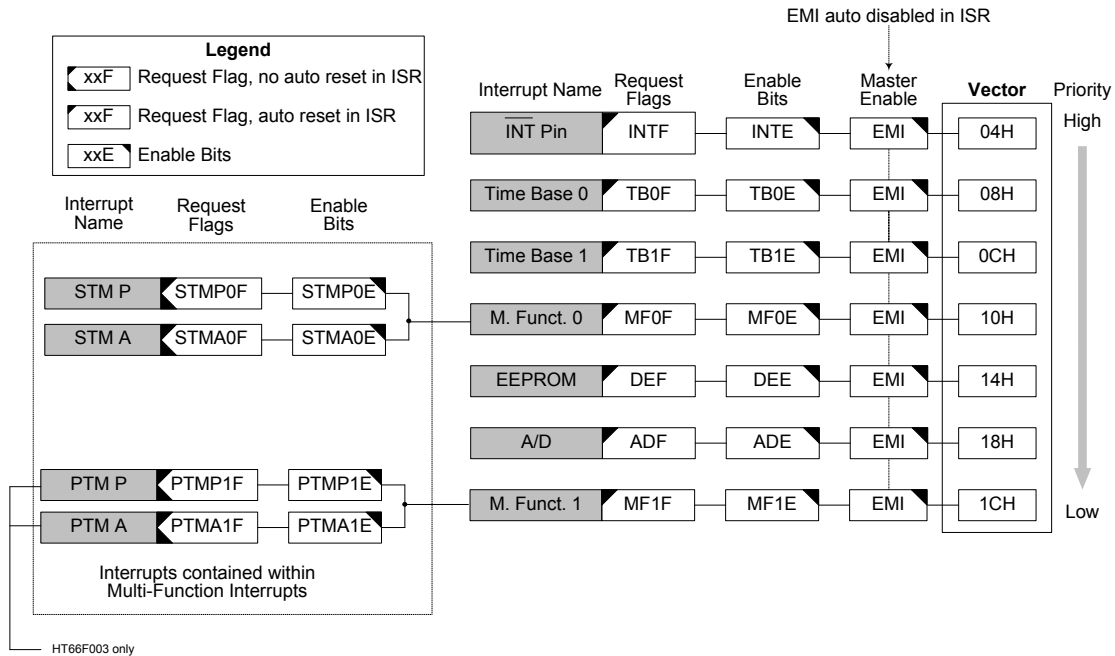 EMI auto disabled in ISR
Legend
xxF Request Flag, no auto reset in ISR
xxF Request Flag, auto reset in ISR
xxE Enable Bits
Interrupt Name Request Flags Enable Bits Master Enable Vector Priority
INT Pin INTF INTE EMI 04H High
Time Base 0 TB0F TB0E EMI 08H
Time Base 1 TB1F TB1E EMI 0CH
M. Funct. 0 MF0F MF0E EMI 10H
EEPROM DEF DEE EMI 14H
A/D ADF ADE EMI 18H
M. Funct. 1 MF1F MF1E EMI 1CH Low
Interrupt Name Request Flags Enable Bits
STM P STMP0F STMP0E
STM A STMA0F STMA0E
PTM P PTMP1F PTMP1E
PTM A PTMA1F PTMA1E
Interrupts contained within
Multi-Function Interrupts
HT66F003 only